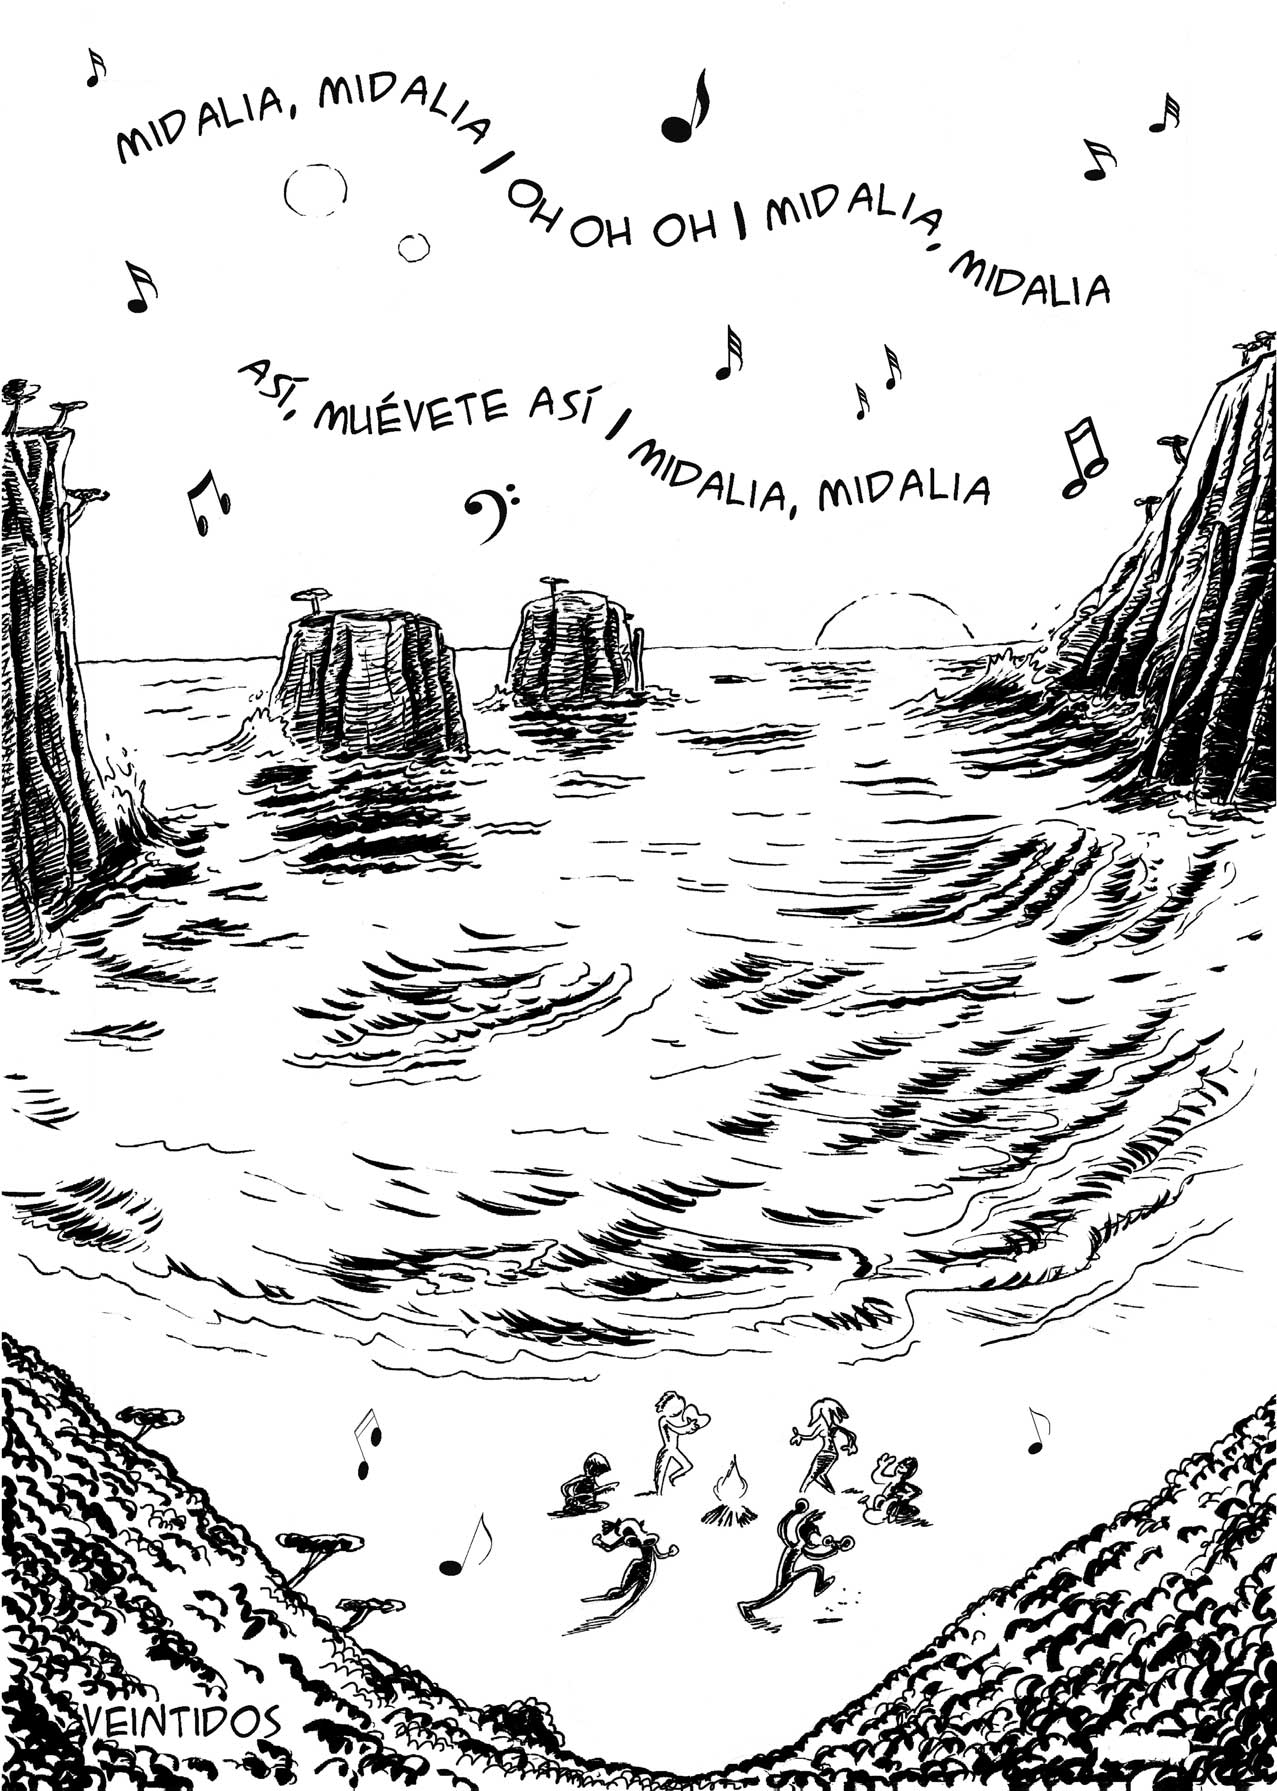 MIDALIA, MIDALIA / OH OH OH / MIDALIA, MIDALIA
ASÍ, MUÉVETE ASÍ / MIDALIA, MIDALIA
VEINTIDOS